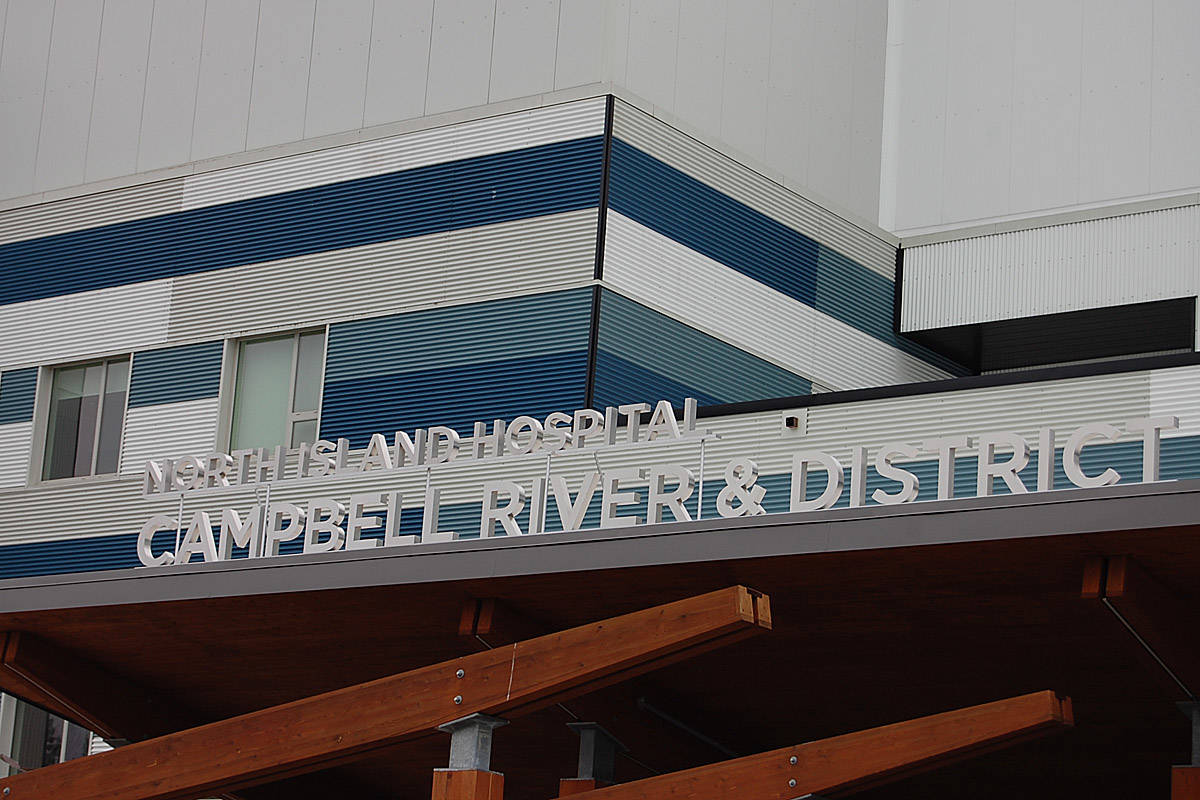 NORTH ISLAND HOSPITAL
CAMPBELL RIVER & DISTRICT